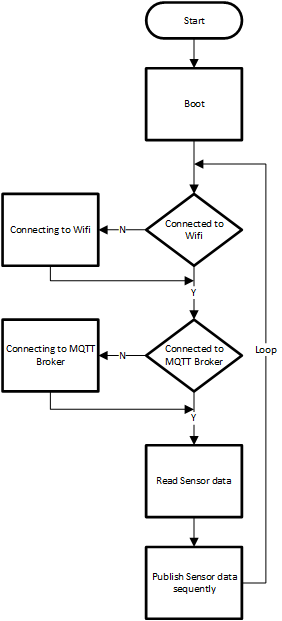 Start
Boot
Connected to
Wifi
N
Connecting to Wifi
Y
Connected to
MQTT Broker
N
Connecting to MQTT
Broker
Loop
Y
Read Sensor data
Publish Sensor data
sequently